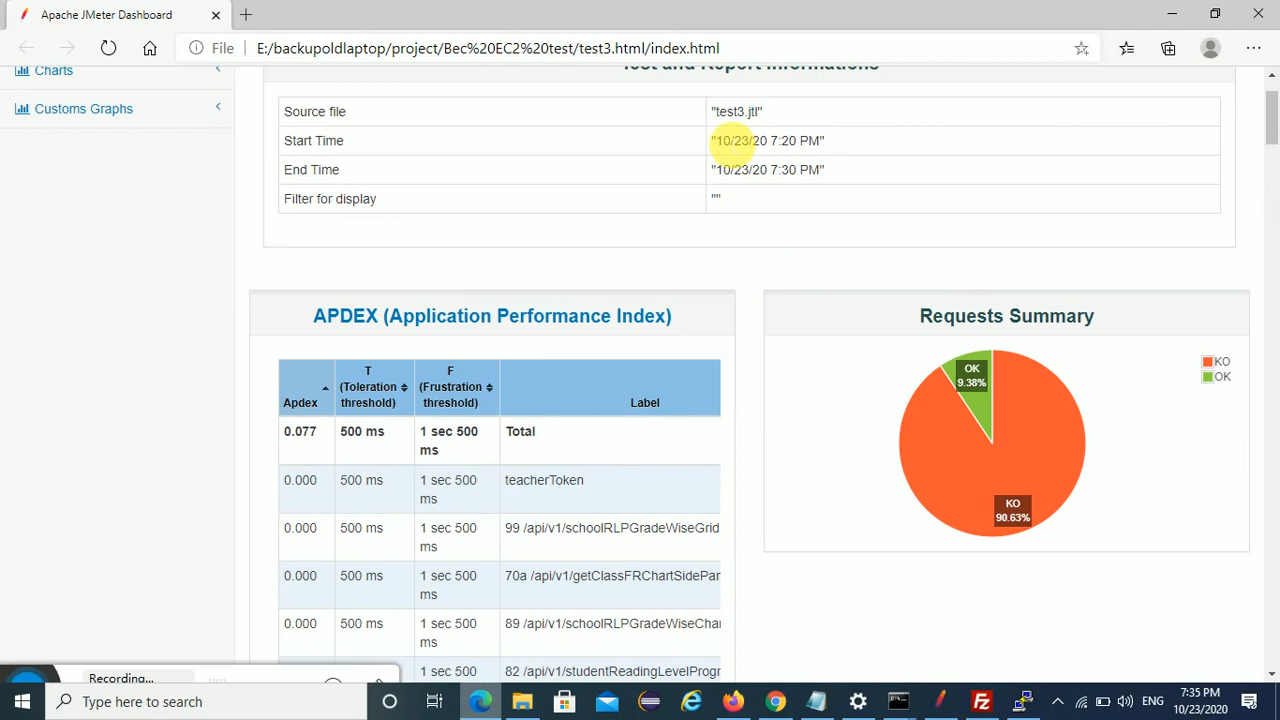 Apache JMeter Dashboard
File E:/backupoldlaptop/project/Bec%20EC2%20test/test3.html/index.html
Charts
Customs Graphs
Test and Report Informations
Source file "test3.jtl"
Start Time "10/23/20 7:20 PM"
End Time "10/23/20 7:30 PM"
Filter for display ""
APDEX (Application Performance Index)
Apdex T (Toleration threshold) F (Frustration threshold) Label
0.077 500 ms 1 sec 500 ms Total
0.000 500 ms 1 sec 500 ms teacherToken
0.000 500 ms 1 sec 500 ms 99 /api/v1/schoolRLPGradeWiseGrid
0.000 500 ms 1 sec 500 ms 70a /api/v1/getClassFRChartSidePar
0.000 500 ms 1 sec 500 ms 89 /api/v1/schoolRLPGradeWiseCha
1 sec 500 82 /api/v1/studentReadingLevelProgr
Requests Summary
KO
OK
OK
9.38%
KO
90.63%
Recording...
Type here to search
ENG
7:35 PM
10/23/2020